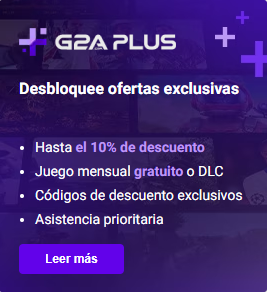 G2A PLUS
.COM
Desbloquee ofertas exclusivas
Hasta el 10% de descuento
Juego mensual gratuito o DLC
Códigos de descuento exclusivos
Asistencia prioritaria
Leer más